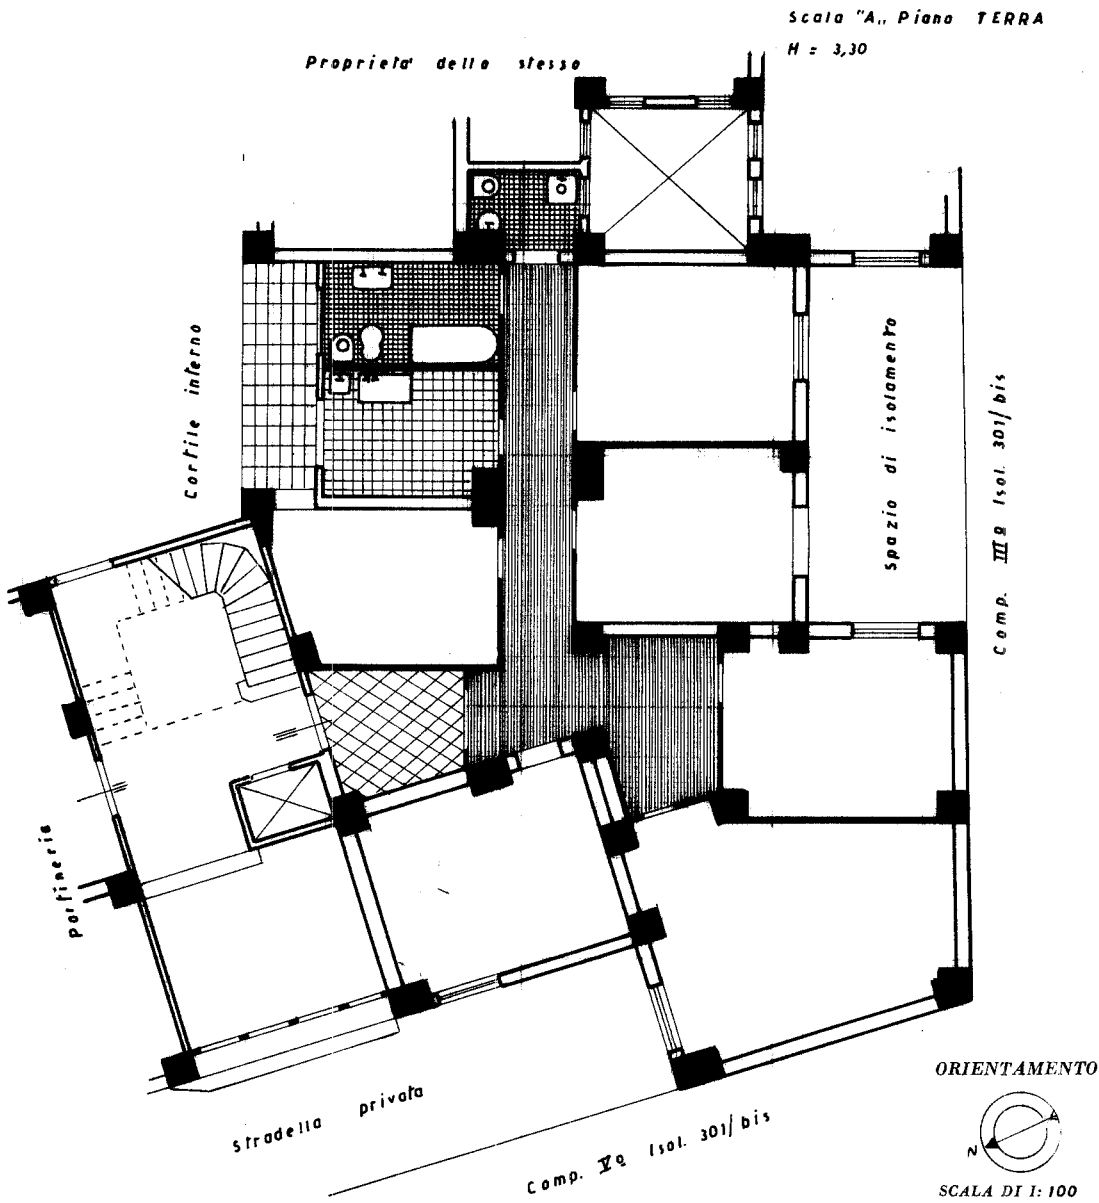 Scala "A,, Piano TERRA
H = 3,30
Proprieta' dello stesso
Cortile interno
Spazio di isolamento
Comp. III° Isol. 301/bis
portineria
Stradella privata
Comp. V° Isol. 301/bis
ORIENTAMENTO
N
SCALA DI 1:100